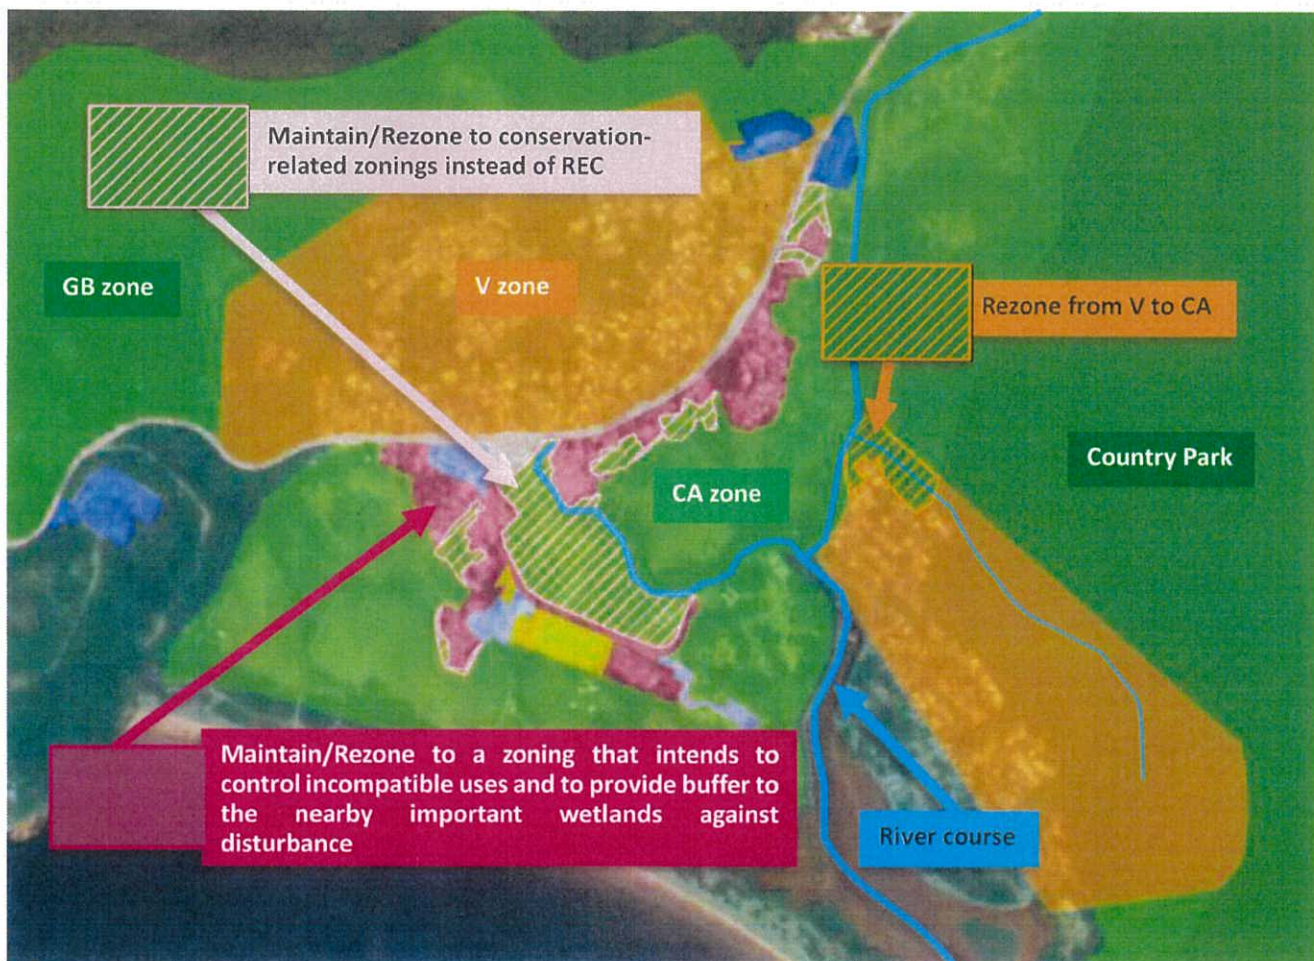 Maintain/Rezone to conservation-
related zonings instead of REC
GB zone
V zone
Rezone from V to CA
CA zone
Country Park
Maintain/Rezone to a zoning that intends to
control incompatible uses and to provide buffer to
the nearby important wetlands against
disturbance
River course